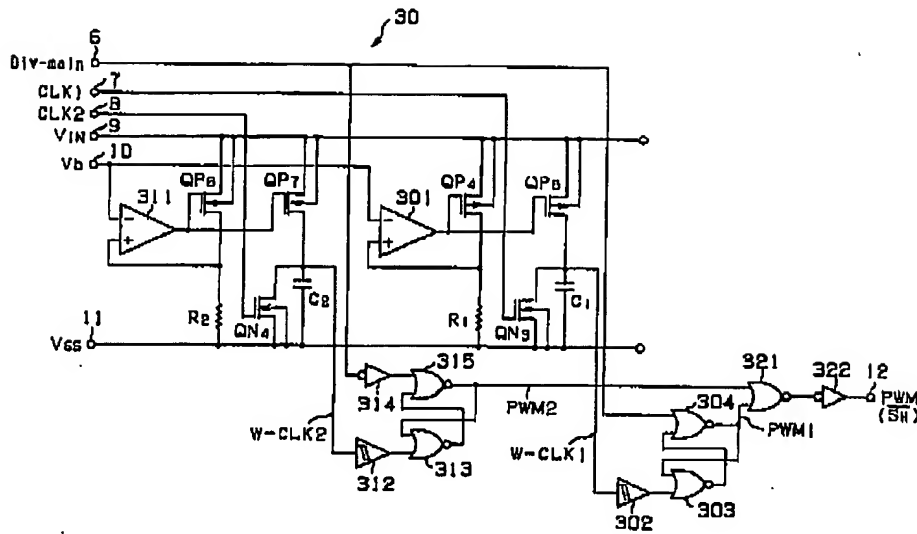 30
6
Div-main
7
CLK1
8
CLK2
9
VIN
10
Vb
QP6
QP7
QP4
QP5
311
301
-
+
-
+
C2
C1
R2
QN4
R1
QN3
11
VSS
315
321
322
12
314
304
PWM
(SH)
PWM2
PWM1
W-CLK2
W-CLK1
312
313
302
303